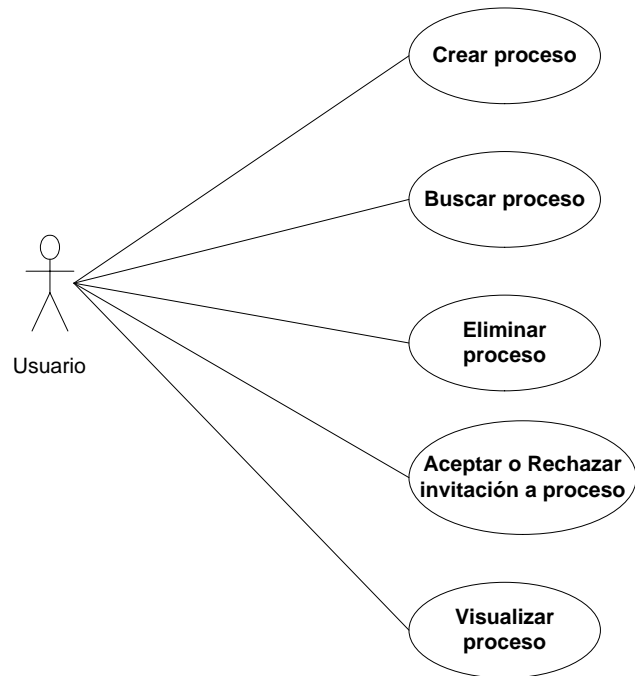 Crear proceso
Buscar proceso
Usuario
Eliminar
proceso
Aceptar o Rechazar
invitación a proceso
Visualizar
proceso